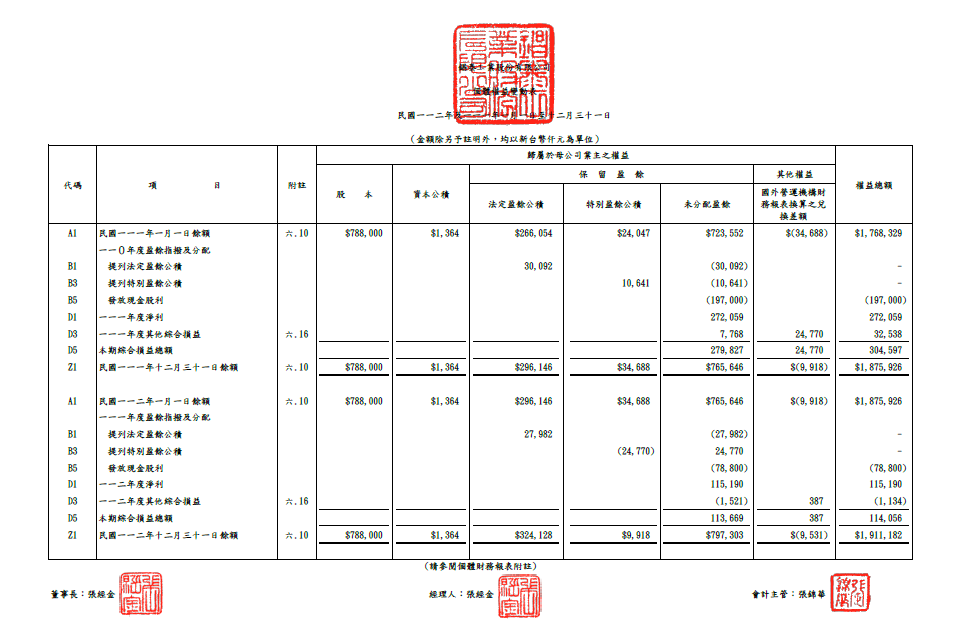 個體權益變動表
民國一一二年及一一一年一月一日至十二月三十一日
(金額除另予註明外，均以新台幣仟元為單位)
歸屬於母公司業主之權益
保 留 盈 餘 其他權益
代碼 項 目 附註 股 本 資本公積 法定盈餘公積 特別盈餘公積 未分配盈餘 國外營運機構財 權益總額
務報表換算之兌
換差額
A1 民國一一一年一月一日餘額 六.10 $788,000 $1,364 $266,054 $24,047 $723,552 $(34,688) $1,768,329
一一0年度盈餘指撥及分配
B1 提列法定盈餘公積 30,092 (30,092) -
B3 提列特別盈餘公積 10,641 (10,641) -
B5 發放現金股利 (197,000) (197,000)
D1 一一一年度淨利 272,059 272,059
D3 一一一年度其他綜合損益 六.16 7,768 24,770 32,538
D5 本期綜合損益總額 279,827 24,770 304,597
Z1 民國一一一年十二月三十一日餘額 六.10 $788,000 $1,364 $296,146 $34,688 $765,646 $(9,918) $1,875,926
A1 民國一一二年一月一日餘額 六.10 $788,000 $1,364 $296,146 $34,688 $765,646 $(9,918) $1,875,926
一一一年度盈餘指撥及分配
B1 提列法定盈餘公積 27,982 (27,982) -
B3 提列特別盈餘公積 (24,770) 24,770 -
B5 發放現金股利 (78,800) (78,800)
D1 一一二年度淨利 115,190 115,190
D3 一一二年度其他綜合損益 六.16 (1,521) 387 (1,134)
D5 本期綜合損益總額 113,669 387 114,056
Z1 民國一一二年十二月三十一日餘額 六.10 $788,000 $1,364 $324,128 $9,918 $797,303 $(9,531) $1,911,182
(請參閱個體財務報表附註)
董事長：張經金 經理人：張經金 會計主管：張錦華